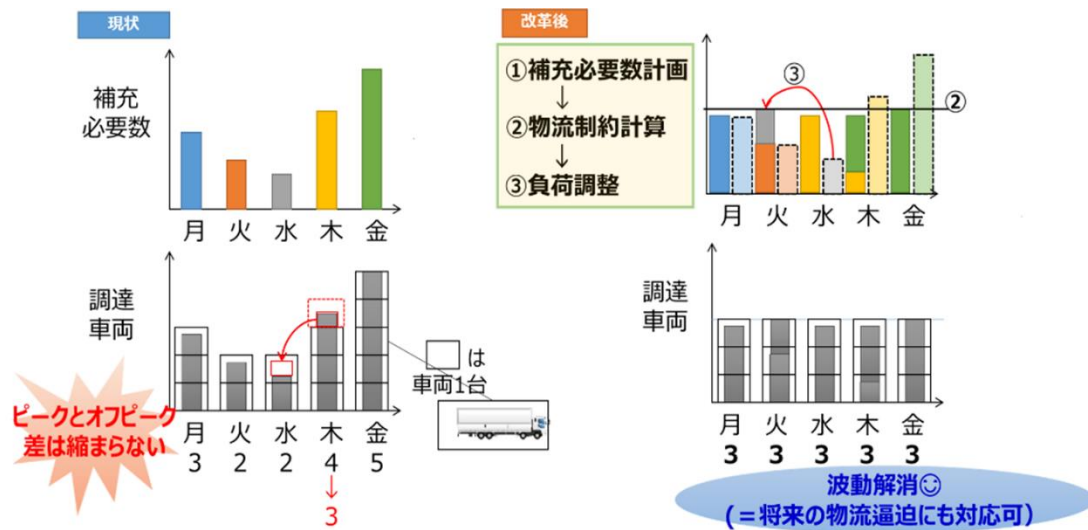 現状
補充
必要数
月 火 水 木 金
調達
車両
□は
車両1台
ピークとオフピーク
差は縮まらない
月 火 水 木 金
3 2 2 4 5
↓
3
改革後
①補充必要数計画
↓
②物流制約計算
↓
③負荷調整
③
②
月 火 水 木 金
調達
車両
月 火 水 木 金
3 3 3 3 3
波動解消☺
(=将来の物流逼迫にも対応可)